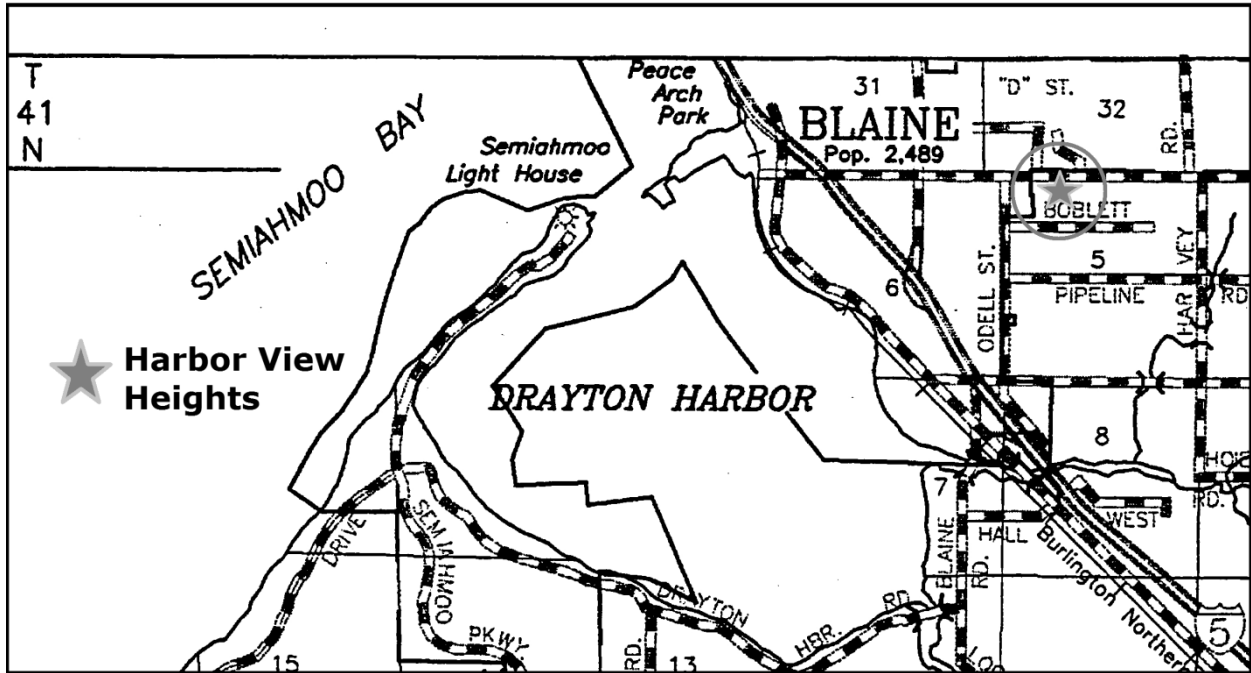 T
41
N
SEMIAHMOO BAY
Semiahmoo
Light House
Peace
Arch
Park
31
BLAINE
Pop. 2,489
"D" ST.
32
RD.
BOBLETT
5
PIPELINE
RD
HARVEY
ODELL ST.
6
Harbor View
Heights
DRAYTON HARBOR
8
7
HOIE
RD.
WEST
HALL
BLAINE
RD.
Burlington Northern
5
DRIVE
SEMIAHMOO
PKWY.
DRAYTON
HBR.
RD
RD.
15
13